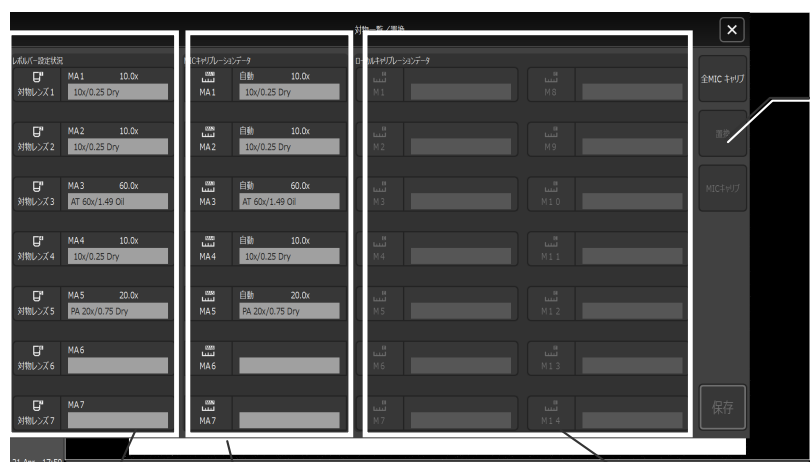 対物一覧／置換
レボルバー設定状況
MICキャリブレーションデータ
ローカルキャリブレーションデータ
全MIC キャリブ
置換
MICキャリブ
保存
対物レンズ1 MA1 10.0x
10x/0.25 Dry
対物レンズ2 MA2 10.0x
10x/0.25 Dry
対物レンズ3 MA3 60.0x
AT 60x/1.49 Oil
対物レンズ4 MA4 10.0x
10x/0.25 Dry
対物レンズ5 MA5 20.0x
PA 20x/0.75 Dry
対物レンズ6 MA6
対物レンズ7 MA7
MA1 自動 10.0x
10x/0.25 Dry
MA2 自動 10.0x
10x/0.25 Dry
MA3 自動 60.0x
AT 60x/1.49 Oil
MA4 自動 10.0x
10x/0.25 Dry
MA5 自動 20.0x
PA 20x/0.75 Dry
MA6
MA7
M1
M2
M3
M4
M5
M6
M7
M8
M9
M10
M11
M12
M13
M14